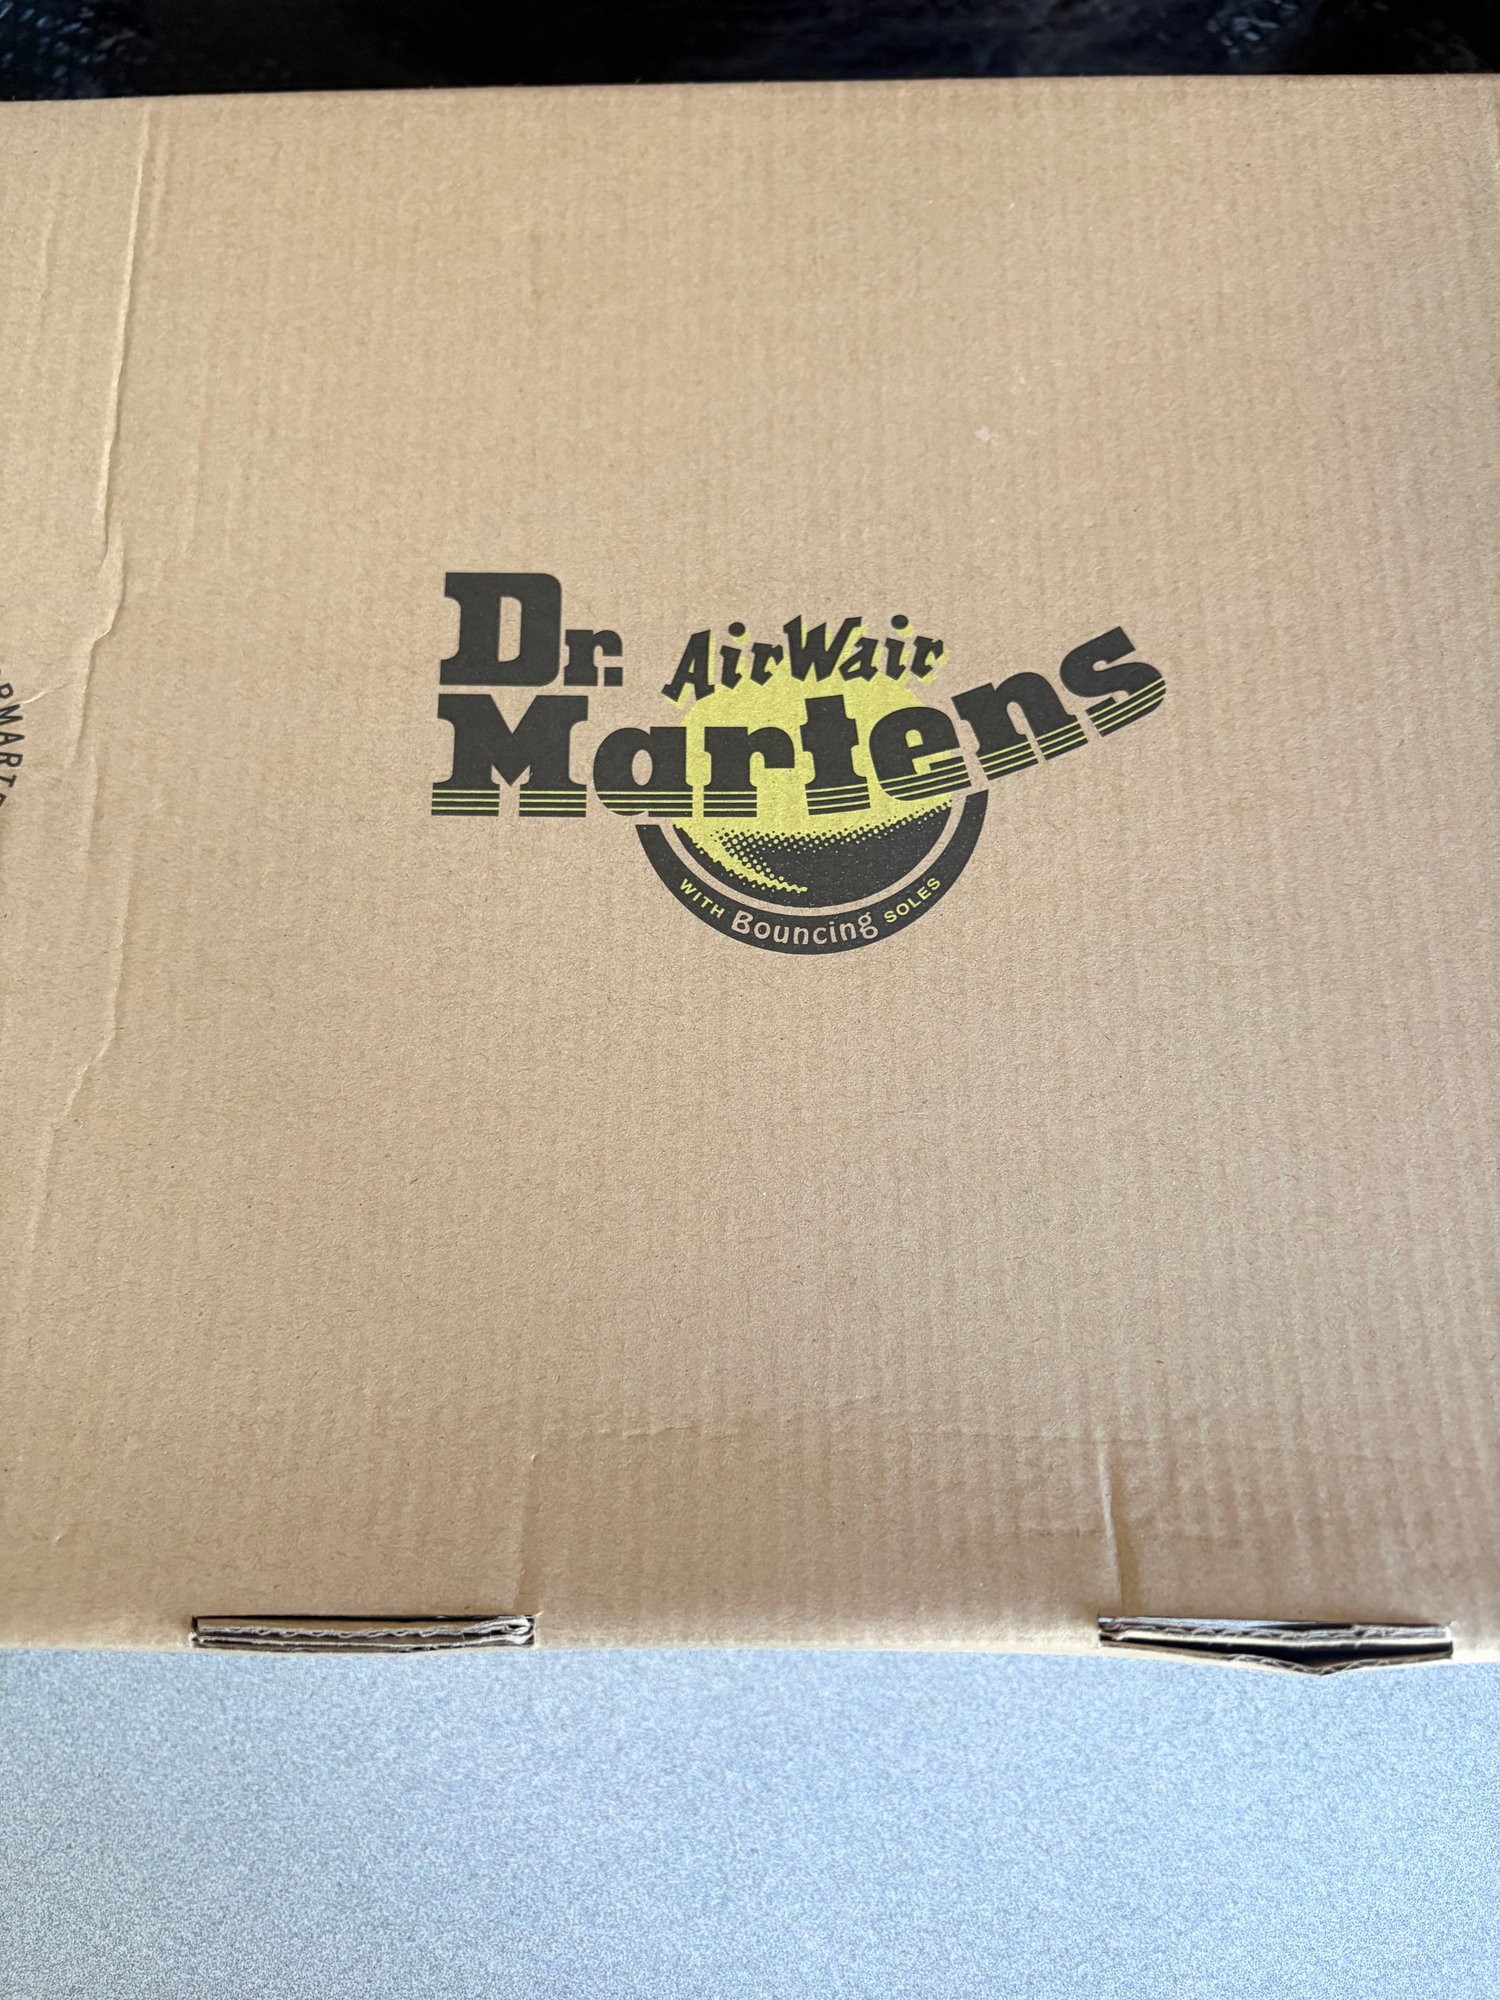 Dr.
AirWair
Martens
WITH Bouncing SOLES